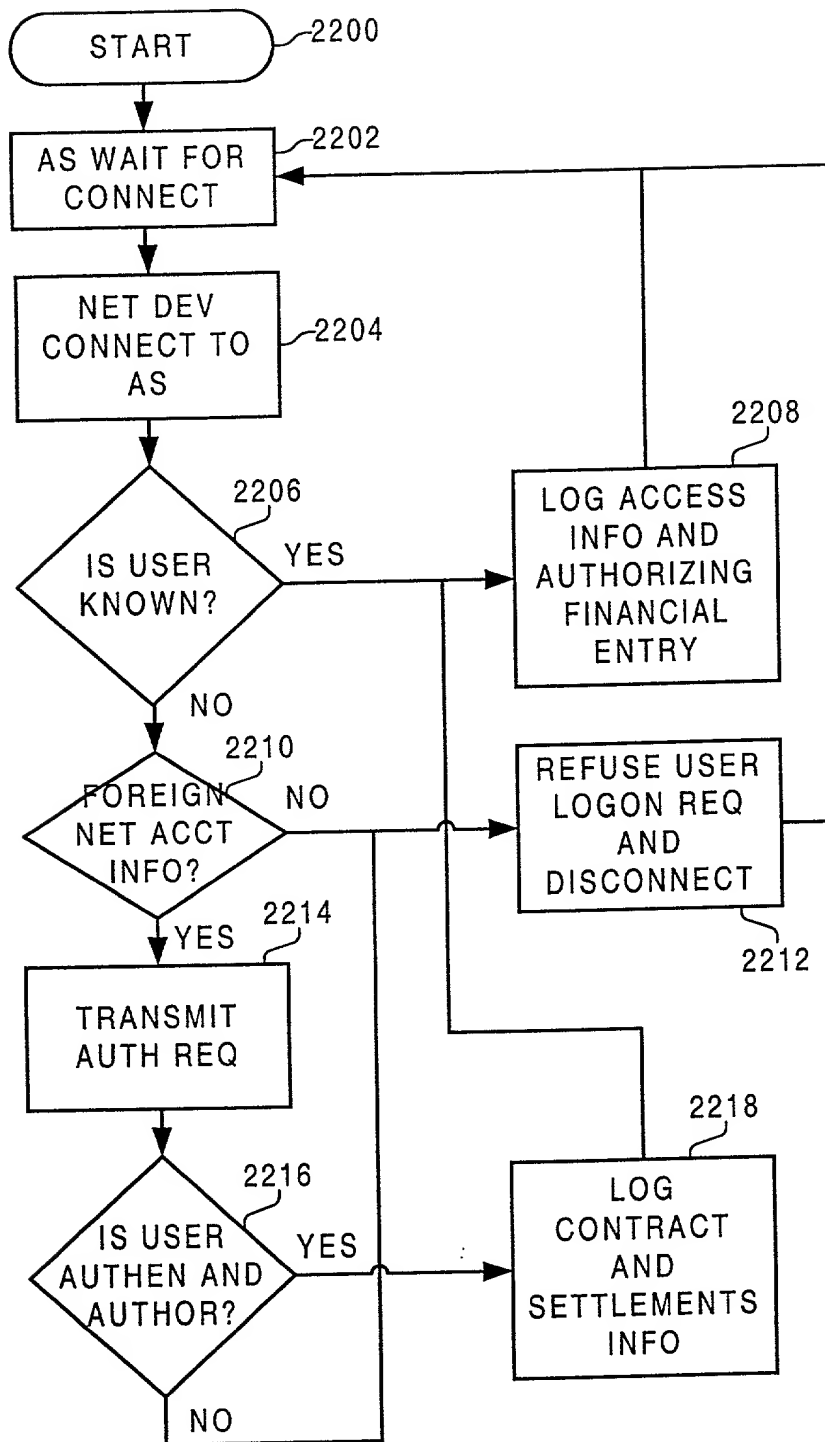 START
2200
AS WAIT FOR
CONNECT
2202
NET DEV
CONNECT TO
AS
2204
IS USER
KNOWN?
2206
YES
NO
LOG ACCESS
INFO AND
AUTHORIZING
FINANCIAL
ENTRY
2208
FOREIGN
NET ACCT
INFO?
2210
NO
YES
REFUSE USER
LOGON REQ
AND
DISCONNECT
2212
TRANSMIT
AUTH REQ
2214
IS USER
AUTHEN AND
AUTHOR?
2216
YES
NO
LOG
CONTRACT
AND
SETTLEMENTS
INFO
2218